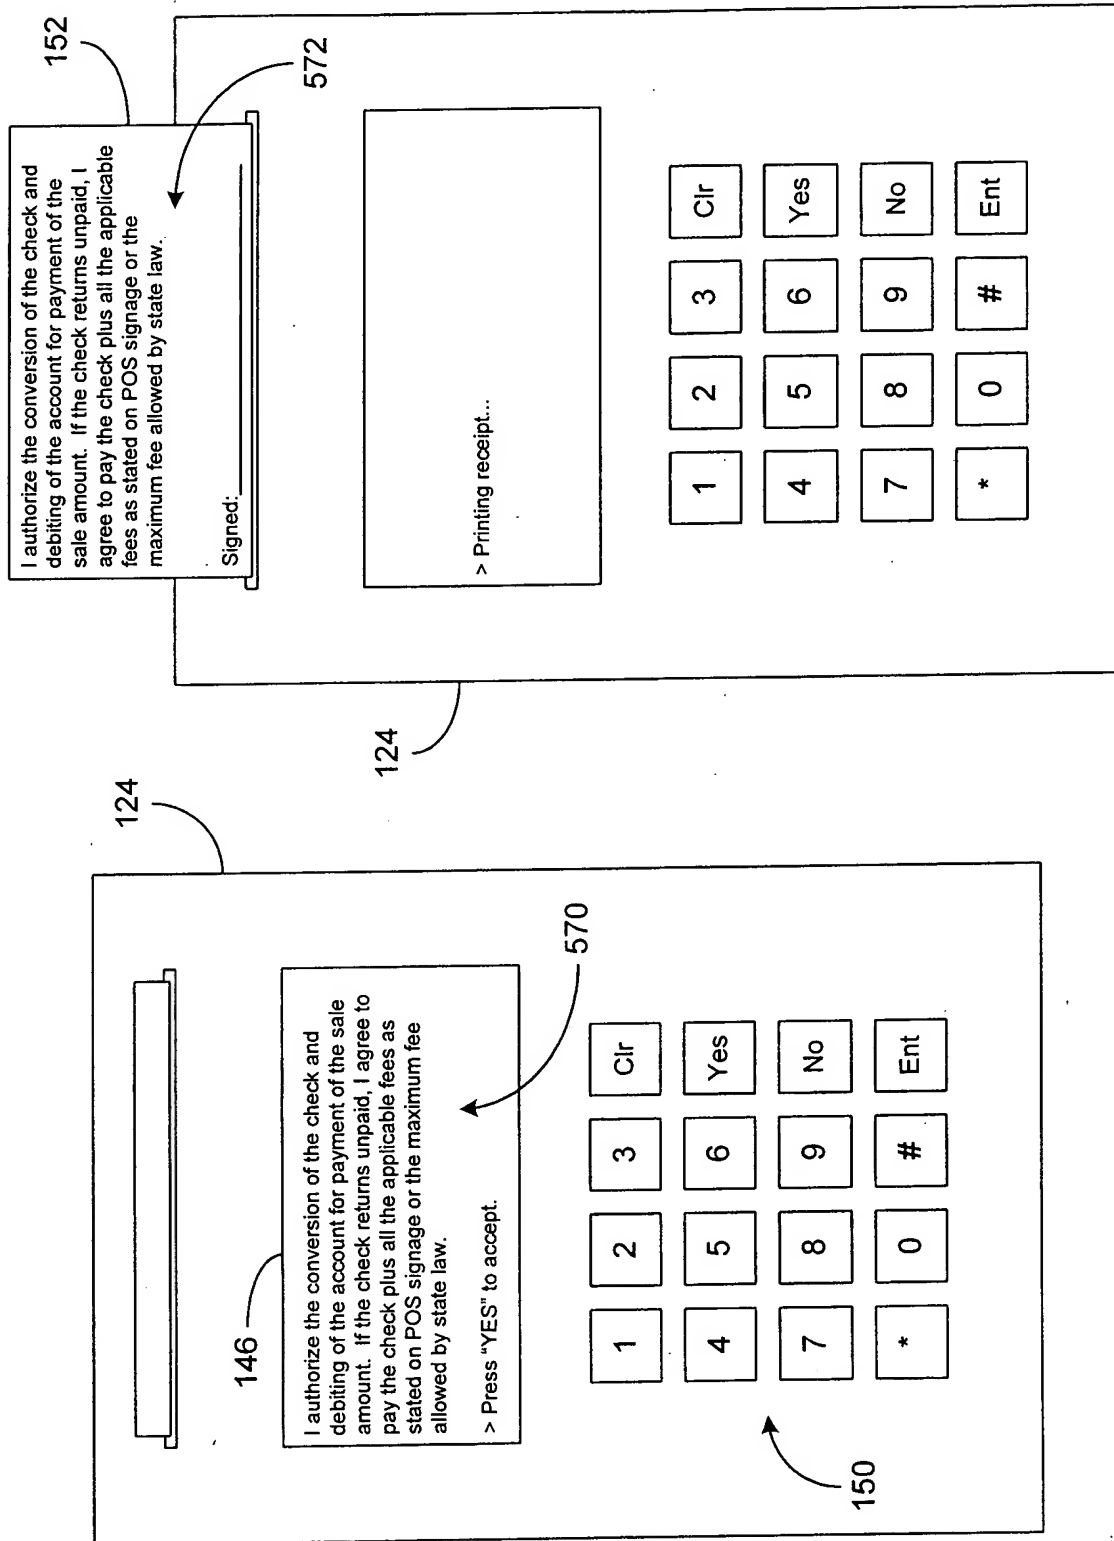 124
146
I authorize the conversion of the check and
debiting of the account for payment of the sale
amount.  If the check returns unpaid, I agree to
pay the check plus all the applicable fees as
stated on POS signage or the maximum fee
allowed by state law.
> Press "YES" to accept.
570
1 2 3 Clr
4 5 6 Yes
7 8 9 No
* 0 # Ent
150
152
I authorize the conversion of the check and
debiting of the account for payment of the
sale amount.  If the check returns unpaid, I
agree to pay the check plus all the applicable
fees as stated on POS signage or the
maximum fee allowed by state law.
Signed:
572
124
> Printing receipt...
1 2 3 Clr
4 5 6 Yes
7 8 9 No
* 0 # Ent